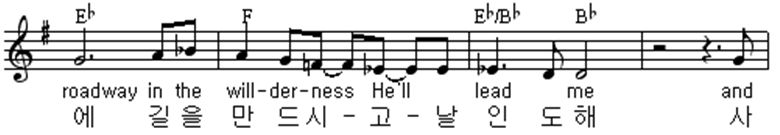 E♭ F E♭/B♭ B♭
roadway in the wil-der-ness He'll lead me and
에 길을 만드시-고-날 인도해 사